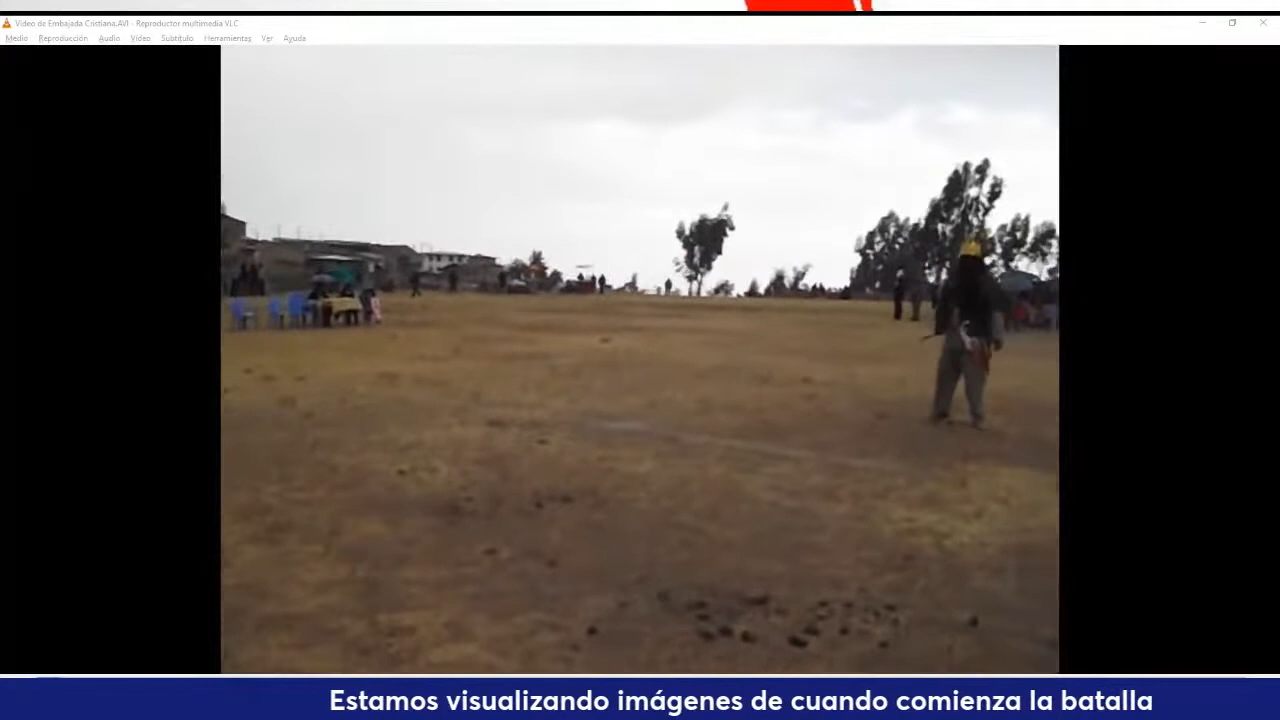 Video de Embajada Cristiana.AVI - Reproductor multimedia VLC
Medio Reproducción Audio Vídeo Subtítulo Herramientas Ver Ayuda
Estamos visualizando imágenes de cuando comienza la batalla